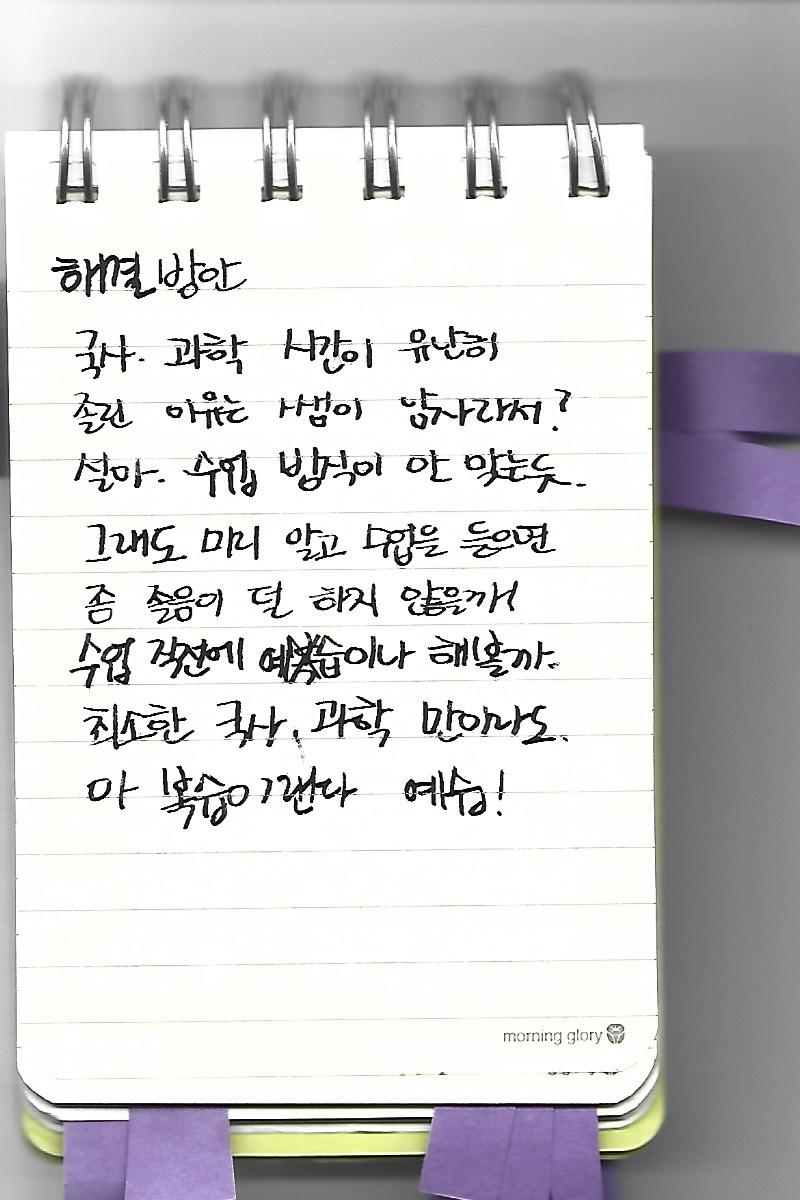 해결방안
국사. 과학 시간이 유난히
졸린 이유는 ㅅ샘이 남자라서?
설마. 수업 방식이 안 맞는듯.
그래도 미리 알고 수업을 들으면
좀 졸음이 덜 하지 않을까!
수업 직전에 예습이나 해볼까.
최소한 국사, 과학 만이라도.
아 복습이갰다 예습!
morning glory